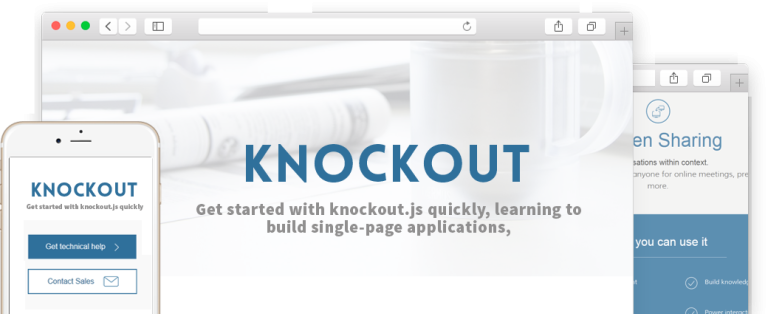 KNOCKOUT
Get started with knockout.js quickly, learning to
build single-page applications,
KNOCKOUT
Get started with knockout.js quickly
Get technical help
Contact Sales
en Sharing
sations within context.
anyone for online meetings, pre
more.
you can use it
Build knowledg
Power interact